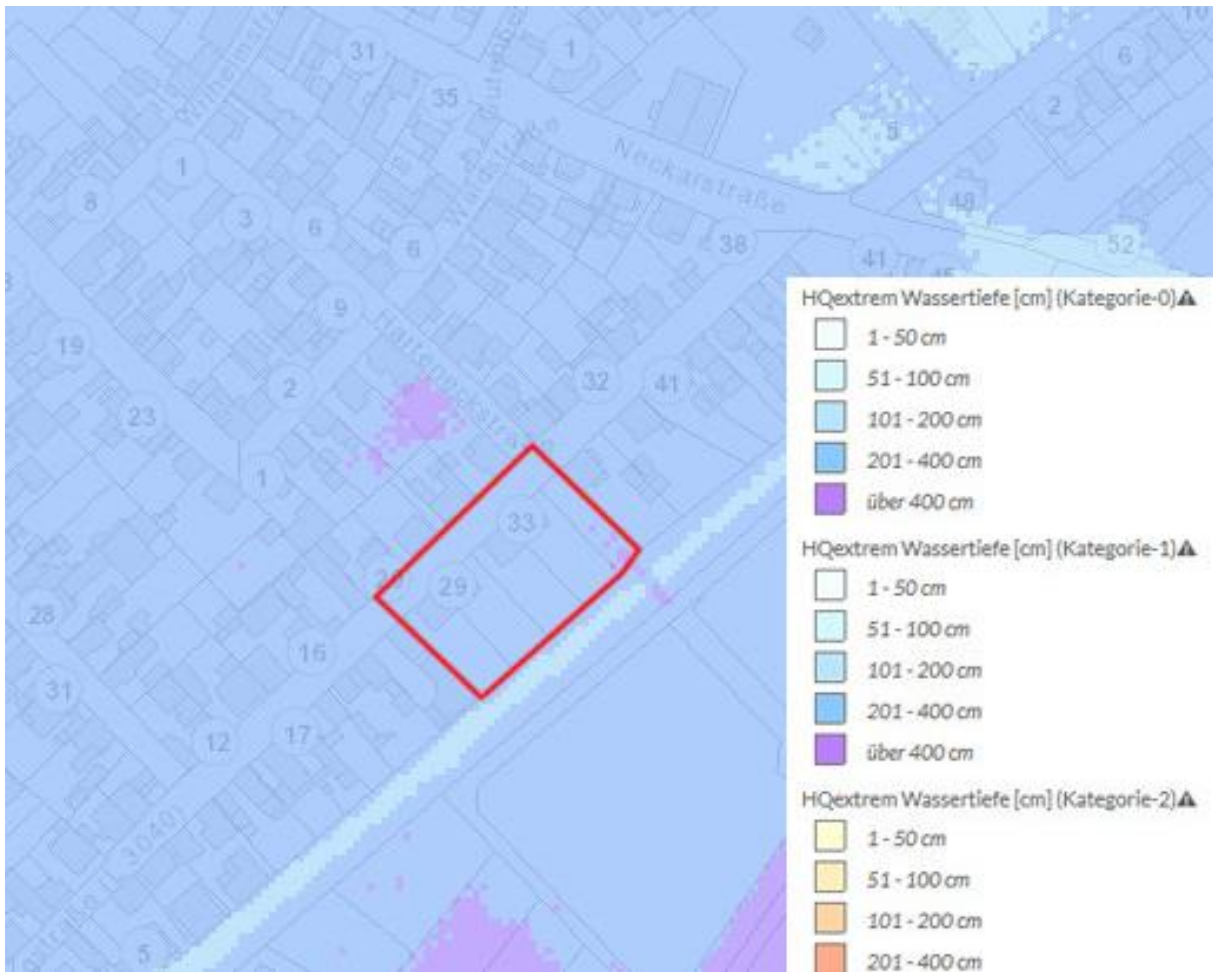 10
31
1
6
7
35
2
5
Neckarstraße
1
8
48
3
6
6
38
52
41
45
9
19
32
41
2
23
1
33
29
28
16
31
17
12
5
HQextrem Wassertiefe [cm] (Kategorie-0)
1 - 50 cm
51 - 100 cm
101 - 200 cm
201 - 400 cm
über 400 cm
HQextrem Wassertiefe [cm] (Kategorie-1)
1 - 50 cm
51 - 100 cm
101 - 200 cm
201 - 400 cm
über 400 cm
HQextrem Wassertiefe [cm] (Kategorie-2)
1 - 50 cm
51 - 100 cm
101 - 200 cm
201 - 400 cm